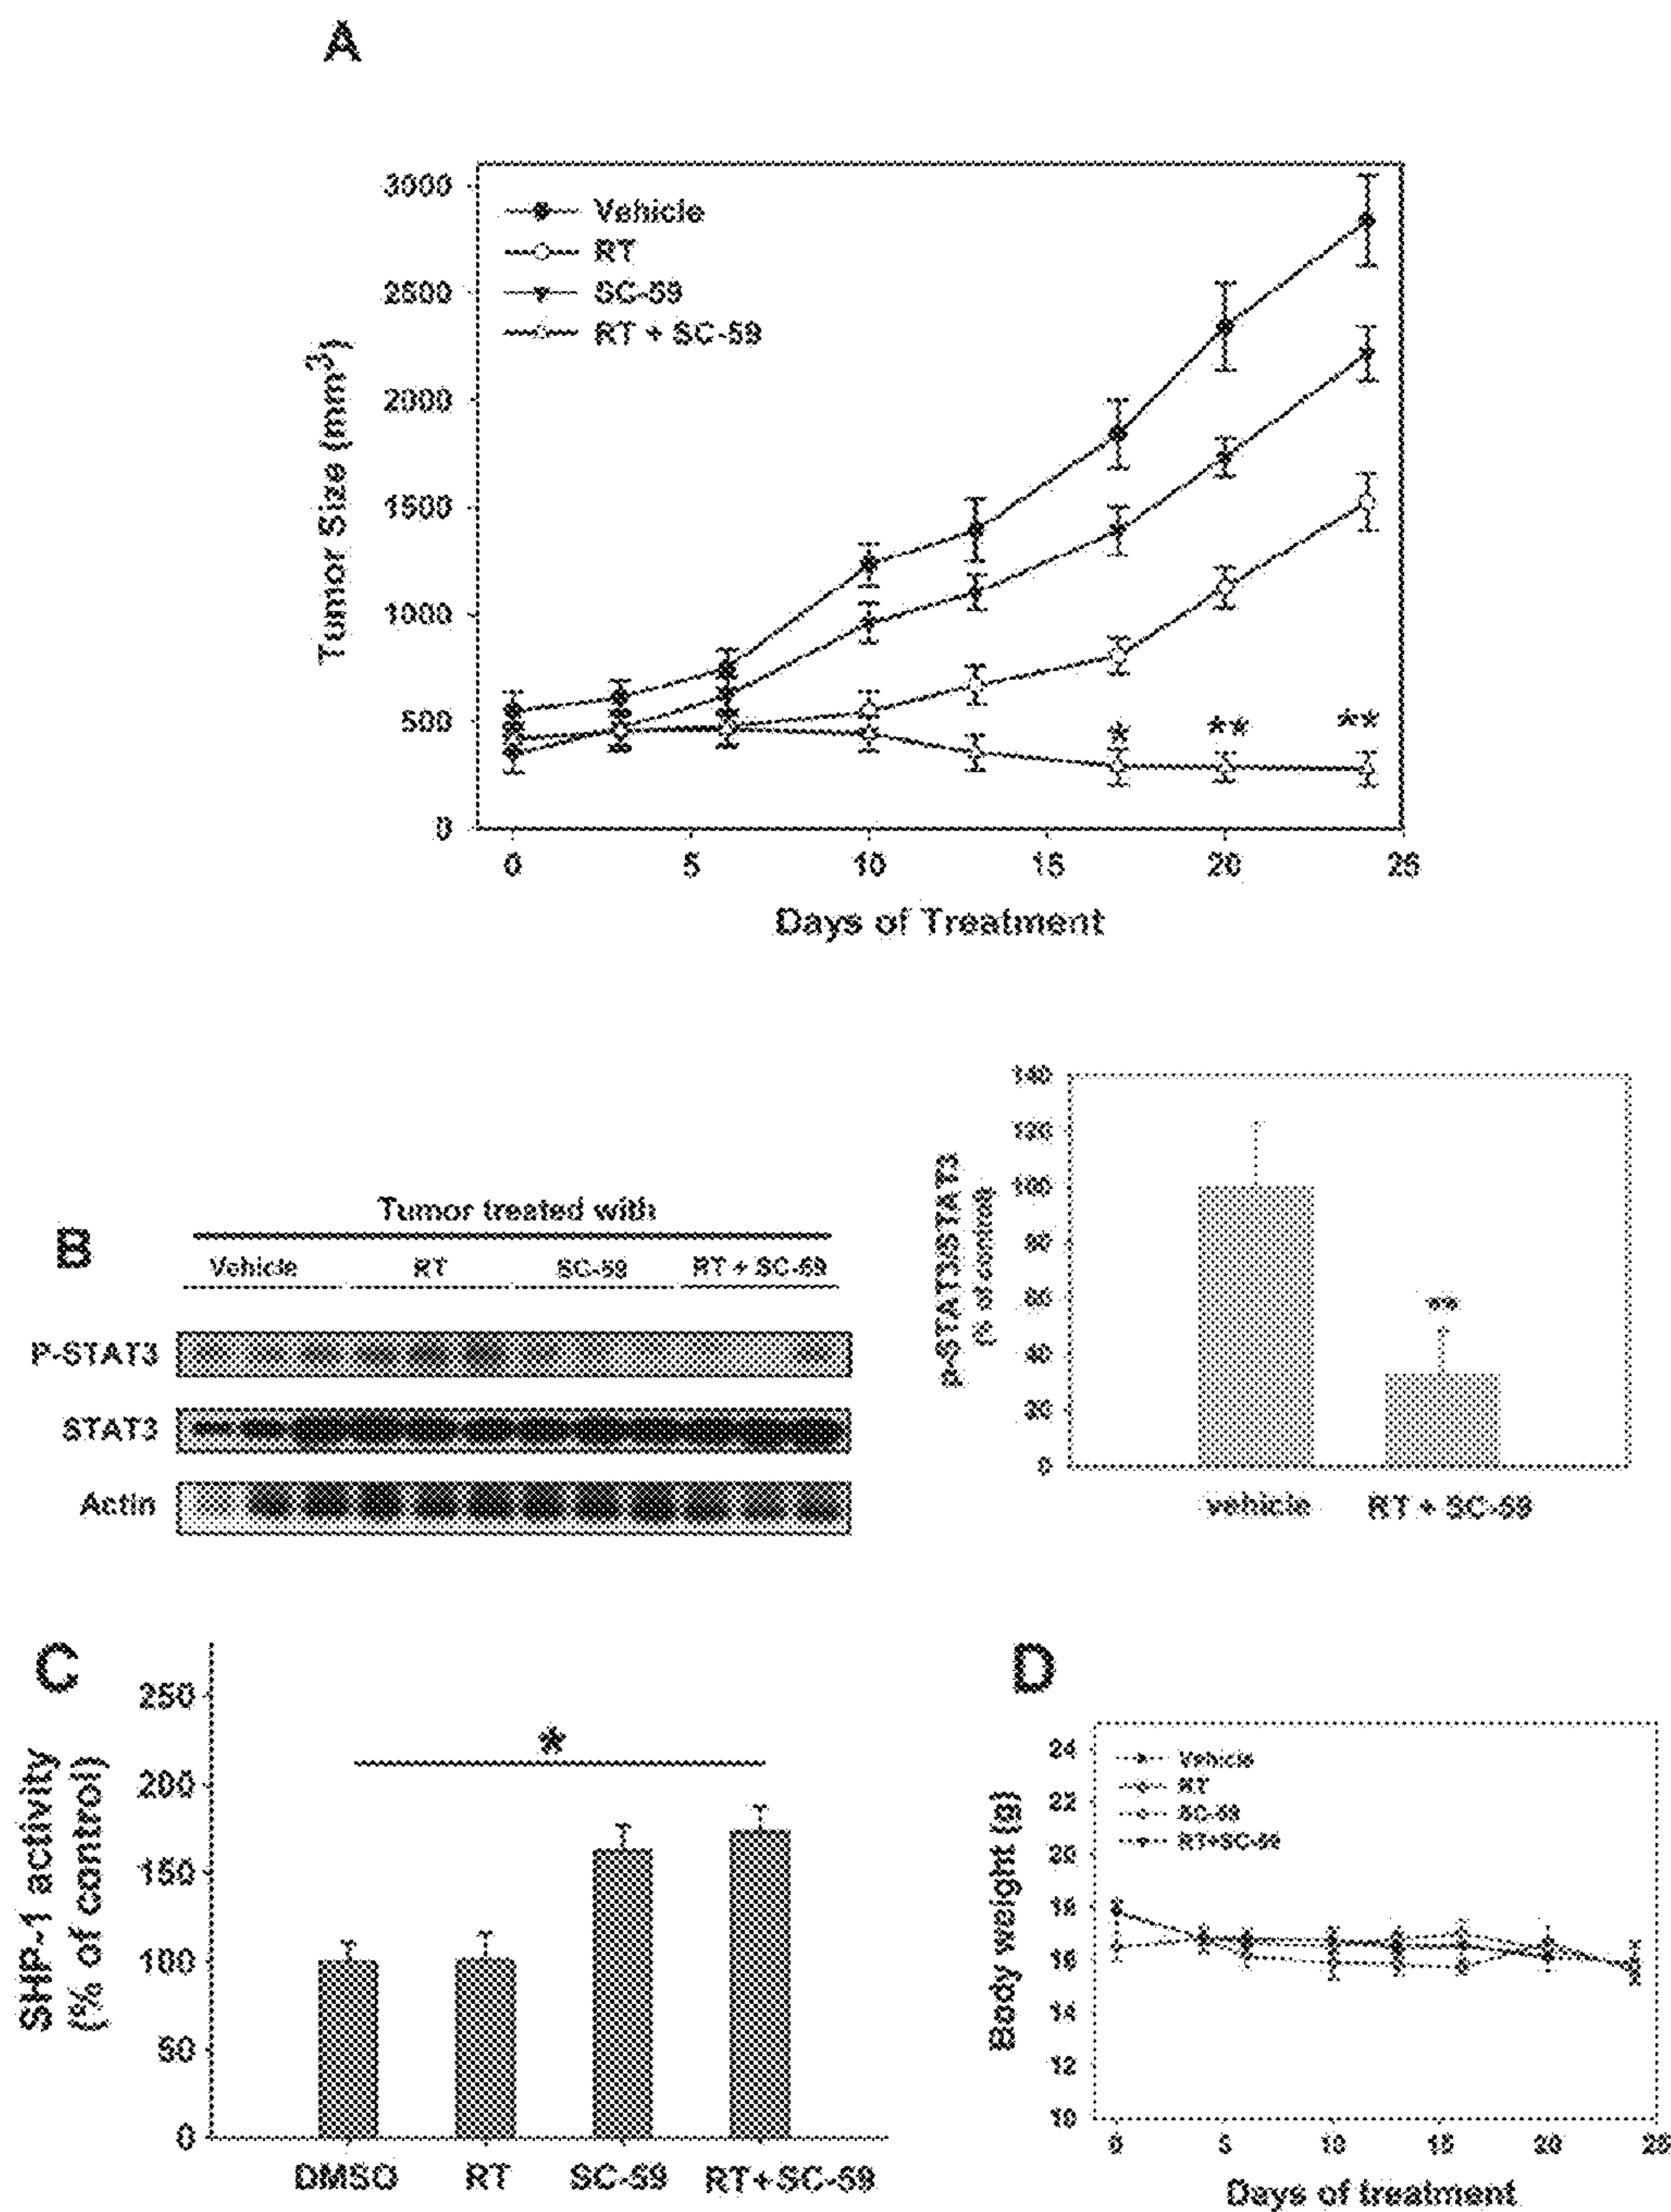 A
3000
2500
2000
1500
1000
500
0
Tumor Size (mm³)
Vehicle
RT
SC-59
RT + SC-59
*
**
**
0 5 10 15 20 25
Days of Treatment
B
Tumor treated with
Vehicle RT SC-59 RT + SC-59
P-STAT3
STAT3
Actin
140
120
100
80
60
40
20
0
p-STAT3/STAT3
(% of control)
**
vehicle RT + SC-59
C
250
200
150
100
50
0
SHP-1 activity
(% of control)
*
DMSO RT SC-59 RT+SC-59
D
24
22
20
18
16
14
12
10
Body weight (g)
Vehicle
RT
SC-59
RT+SC-59
0 5 10 15 20 25
Days of treatment